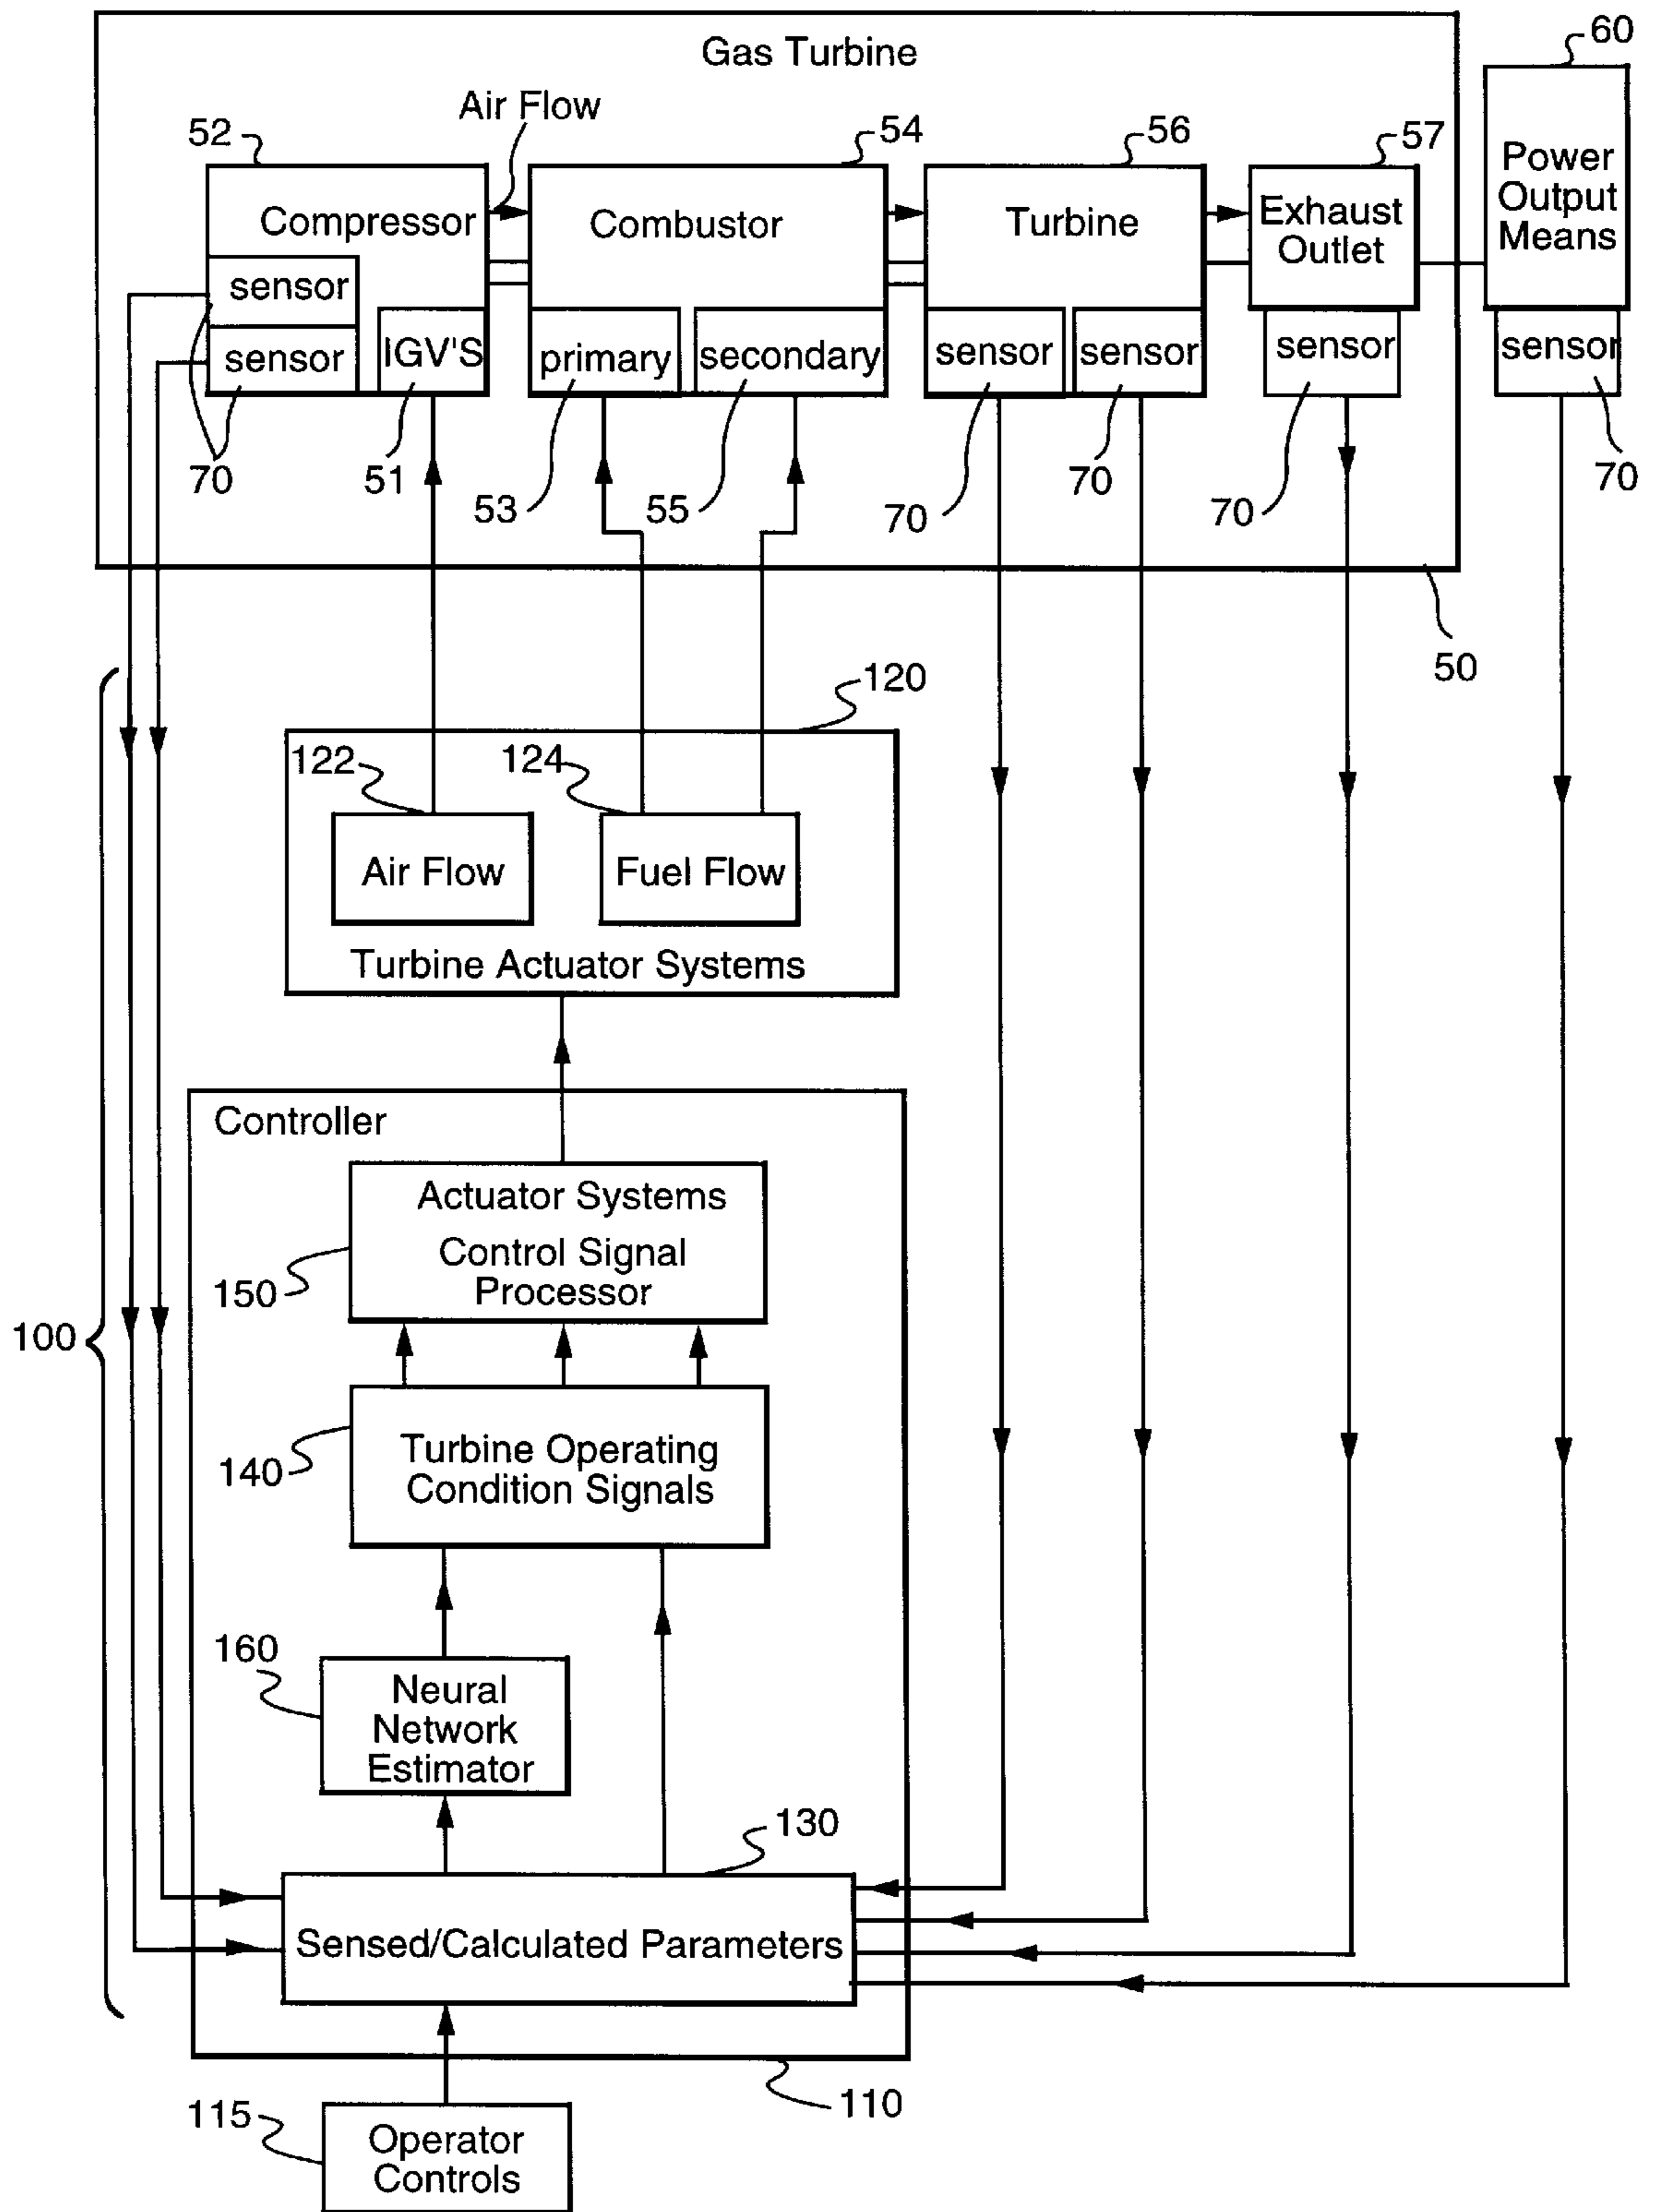 60
Gas Turbine
Air Flow
52
54
56
57
Power
Output
Means
Compressor
Combustor
Turbine
Exhaust
Outlet
sensor
sensor
IGV'S
primary
secondary
sensor
sensor
sensor
sensor
70
51
53
55
70
70
70
70
50
120
122
124
Air Flow
Fuel Flow
Turbine Actuator Systems
Controller
Actuator Systems
Control Signal
Processor
150
100
Turbine Operating
Condition Signals
140
160
Neural
Network
Estimator
130
Sensed/Calculated Parameters
110
115
Operator
Controls